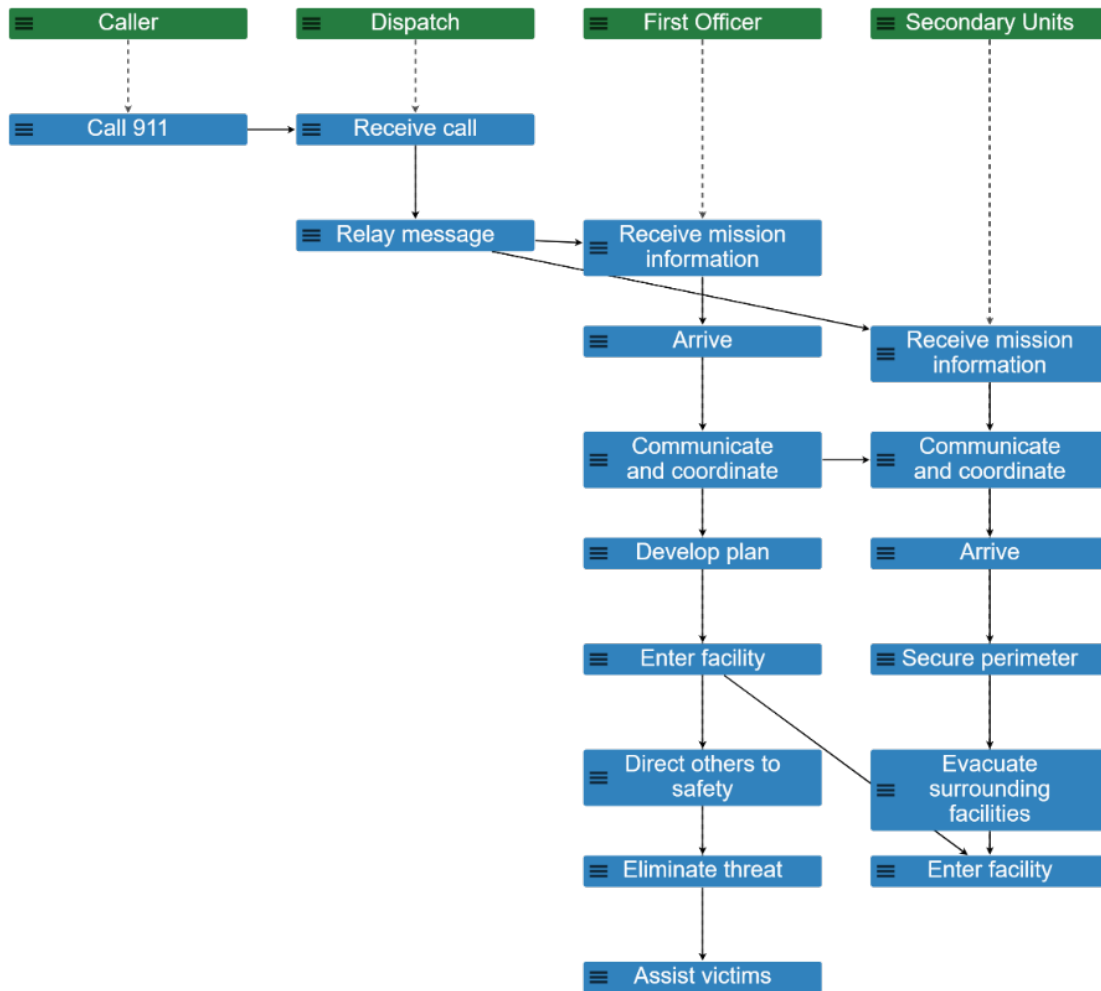 Caller
Dispatch
First Officer
Secondary Units
Call 911
Receive call
Relay message
Receive mission
information
Arrive
Receive mission
information
Communicate
and coordinate
Communicate
and coordinate
Develop plan
Arrive
Enter facility
Secure perimeter
Direct others to
safety
Evacuate
surrounding
facilities
Eliminate threat
Enter facility
Assist victims